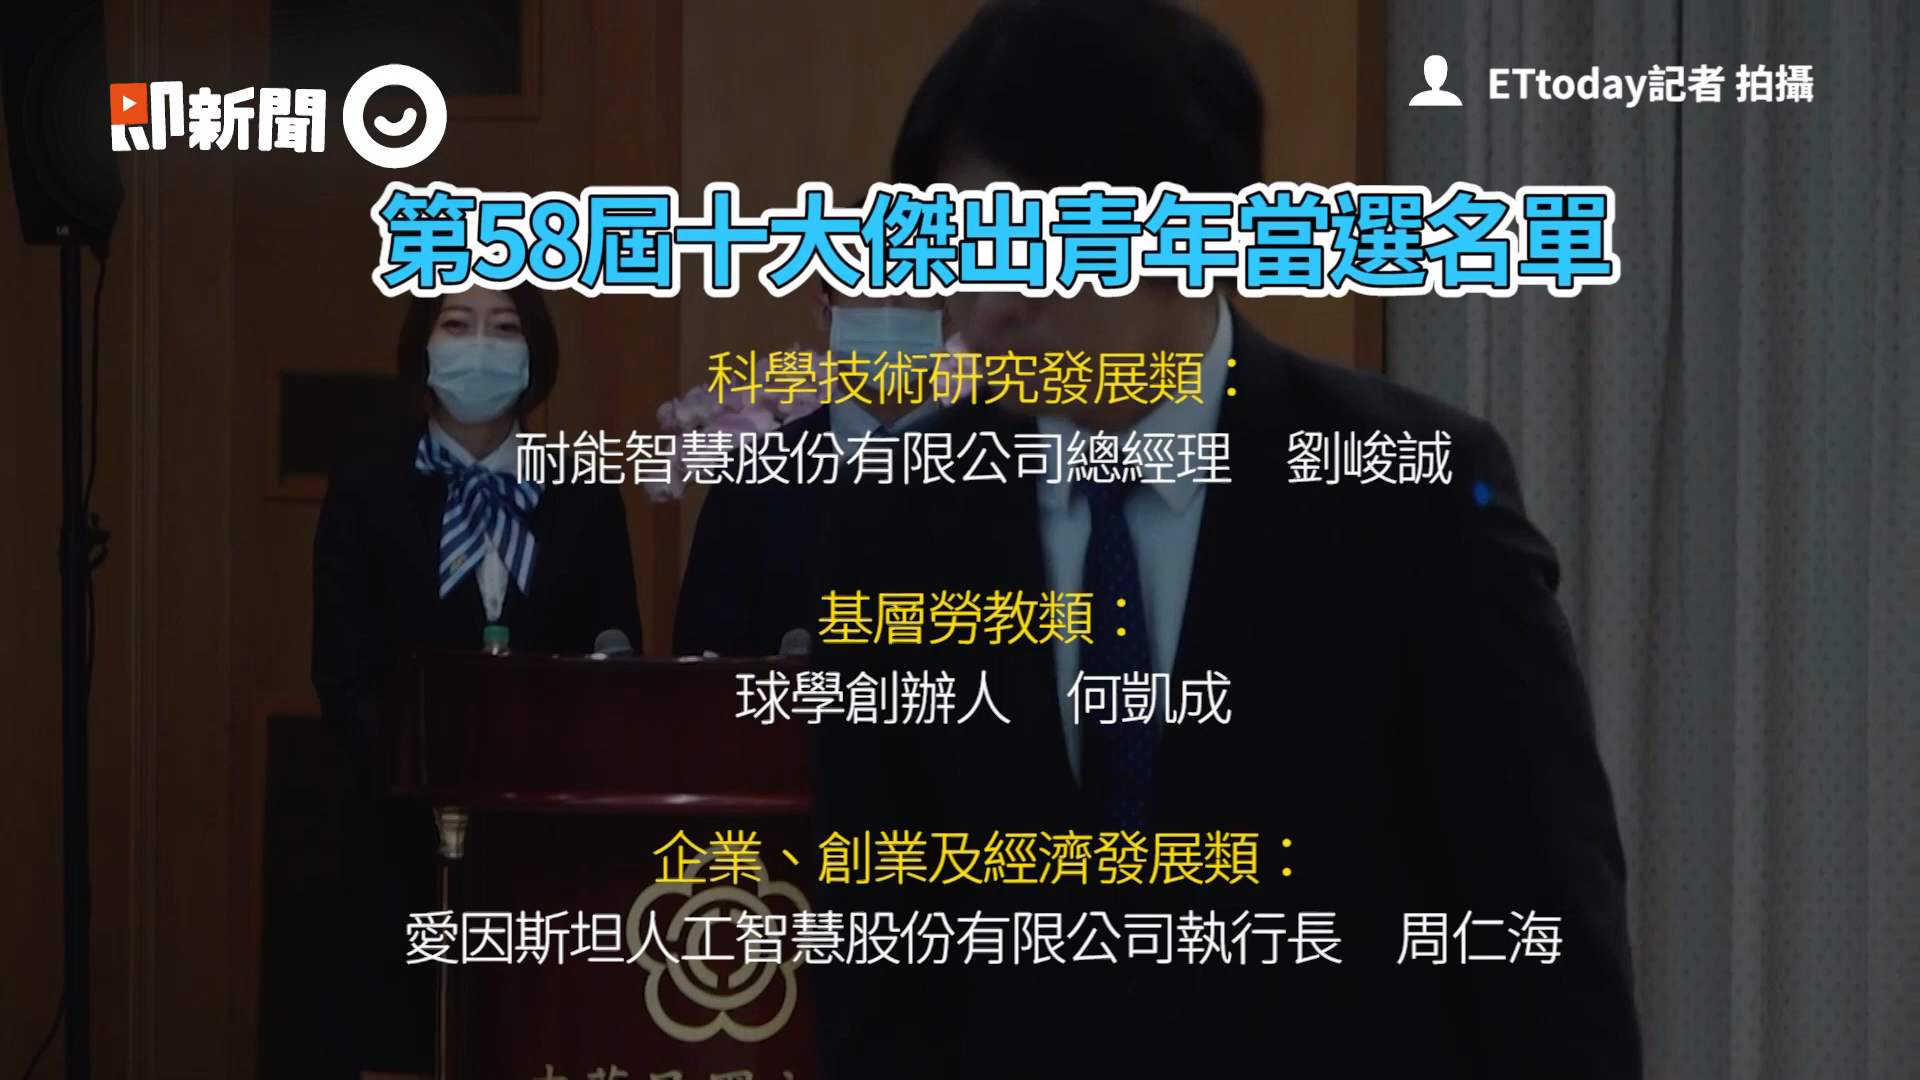 即新聞
ETtoday記者 拍攝
第58屆十大傑出青年當選名單
科學技術研究發展類：
耐能智慧股份有限公司總經理　劉峻誠
基層勞教類：
球學創辦人　何凱成
企業、創業及經濟發展類：
愛因斯坦人工智慧股份有限公司執行長　周仁海